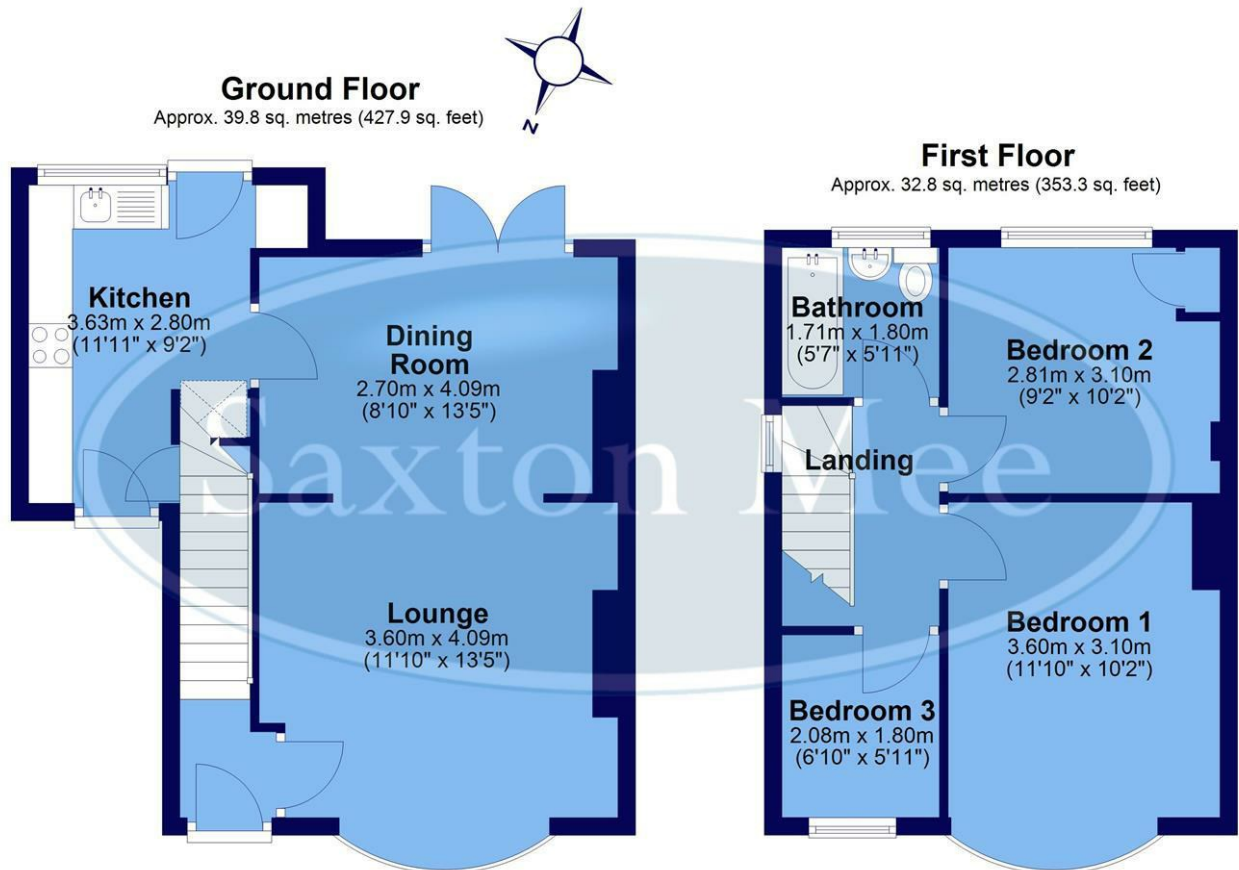 N
Ground Floor
Approx. 39.8 sq. metres (427.9 sq. feet)
Kitchen
3.63m x 2.80m
(11'11" x 9'2")
Dining
Room
2.70m x 4.09m
(8'10" x 13'5")
Lounge
3.60m x 4.09m
(11'10" x 13'5")
First Floor
Approx. 32.8 sq. metres (353.3 sq. feet)
Bathroom
1.71m x 1.80m
(5'7" x 5'11")
Bedroom 2
2.81m x 3.10m
(9'2" x 10'2")
Landing
Bedroom 1
3.60m x 3.10m
(11'10" x 10'2")
Bedroom 3
2.08m x 1.80m
(6'10" x 5'11")
Saxton Mee